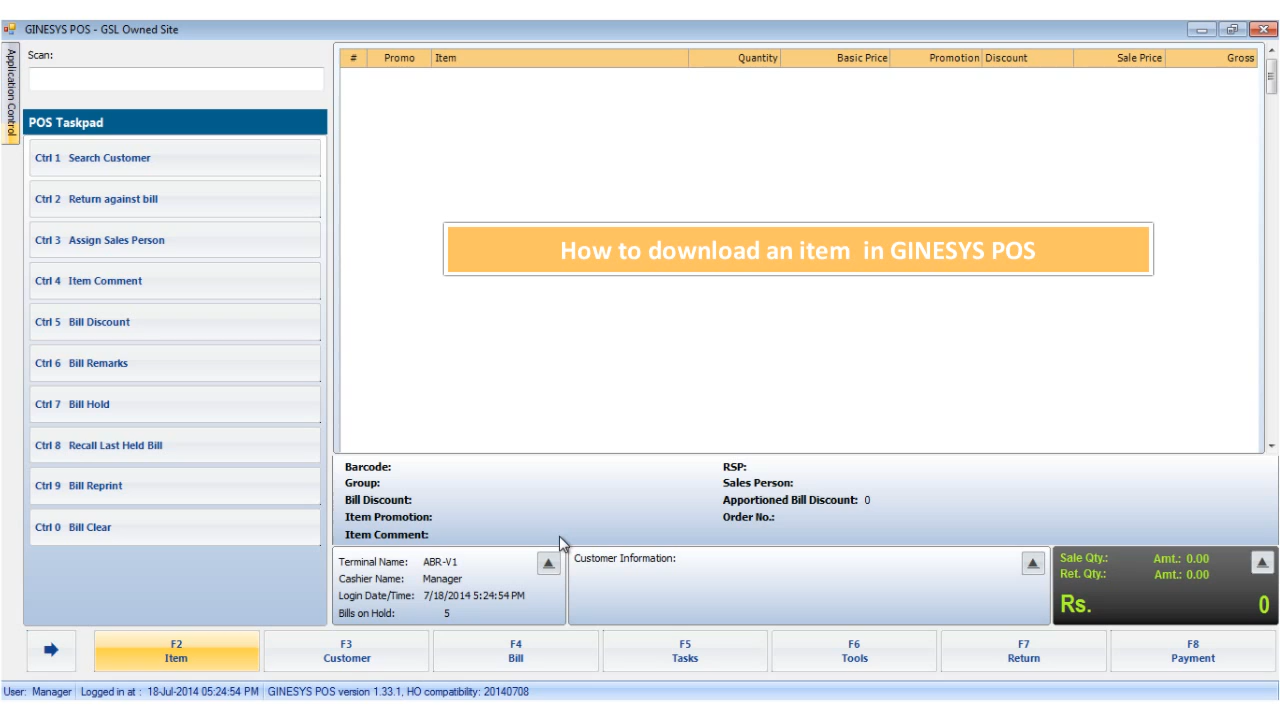 GINESYS POS - GSL Owned Site
Application Control
Scan:
POS Taskpad
Ctrl 1 Search Customer
Ctrl 2 Return against bill
Ctrl 3 Assign Sales Person
Ctrl 4 Item Comment
Ctrl 5 Bill Discount
Ctrl 6 Bill Remarks
Ctrl 7 Bill Hold
Ctrl 8 Recall Last Held Bill
Ctrl 9 Bill Reprint
Ctrl 0 Bill Clear
# Promo Item Quantity Basic Price Promotion Discount Sale Price Gross
How to download an item in GINESYS POS
Barcode: RSP:
Group: Sales Person:
Bill Discount: Apportioned Bill Discount: 0
Item Promotion: Order No.:
Item Comment:
Terminal Name: ABR-V1
Cashier Name: Manager
Login Date/Time: 7/18/2014 5:24:54 PM
Bills on Hold: 5
Customer Information:
Sale Qty.: Amt.: 0.00
Ret. Qty.: Amt.: 0.00
Rs. 0
F2 F3 F4 F5 F6 F7 F8
Item Customer Bill Tasks Tools Return Payment
User: Manager Logged in at : 18-Jul-2014 05:24:54 PM GINESYS POS version 1.33.1, HO compatibility: 20140708